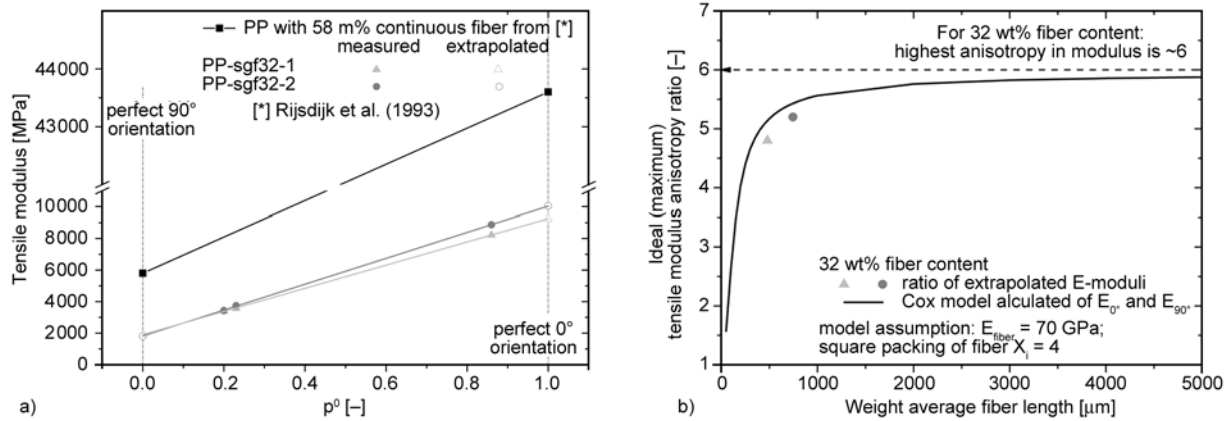 PP with 58 m% continuous fiber from [*]
measured extrapolated
PP-sgf32-1
PP-sgf32-2
[*] Rijsdijk et al. (1993)
perfect 90°
orientation
perfect 0°
orientation
Tensile modulus [MPa]
44000
43000
10000
8000
6000
4000
2000
0
0.0 0.2 0.4 0.6 0.8 1.0
p⁰ [–]
a)
For 32 wt% fiber content:
highest anisotropy in modulus is ~6
Ideal (maximum)
tensile modulus anisotropy ratio [–]
7
6
5
4
3
2
1
32 wt% fiber content
ratio of extrapolated E-moduli
Cox model alculated of E0° and E90°
model assumption: Efiber = 70 GPa;
square packing of fiber Xi = 4
0 1000 2000 3000 4000 5000
Weight average fiber length [μm]
b)